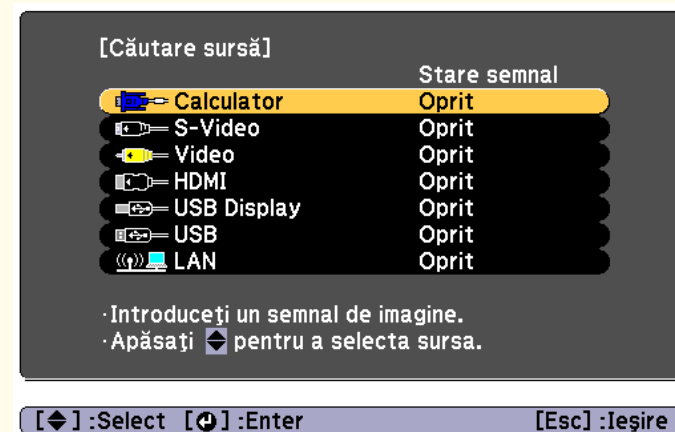 [Căutare sursă]
Stare semnal
Calculator Oprit
S-Video Oprit
Video Oprit
HDMI Oprit
USB Display Oprit
USB Oprit
LAN Oprit
·Introduceţi un semnal de imagine.
·Apăsaţi pentru a selecta sursa.
[ ] :Select [ ] :Enter [Esc] :Ieşire